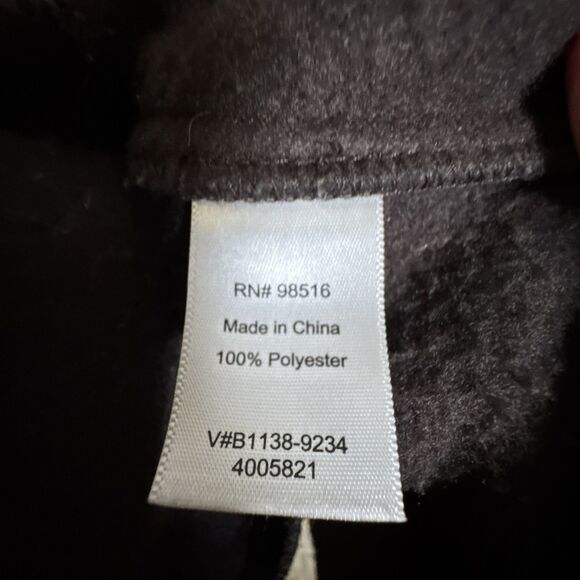 RN# 98516
Made in China
100% Polyester
V#B1138-9234
4005821